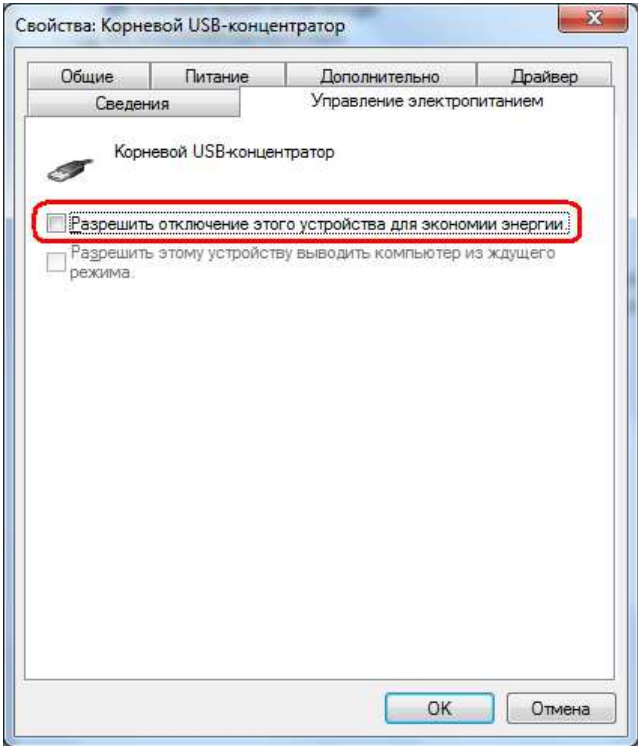 Свойства: Корневой USB-концентратор
Общие
Питание
Дополнительно
Драйвер
Сведения
Управление электропитанием
Корневой USB-концентратор
Разрешить отключение этого устройства для экономии энергии.
Разрешить этому устройству выводить компьютер из ждущего
режима.
OK
Отмена